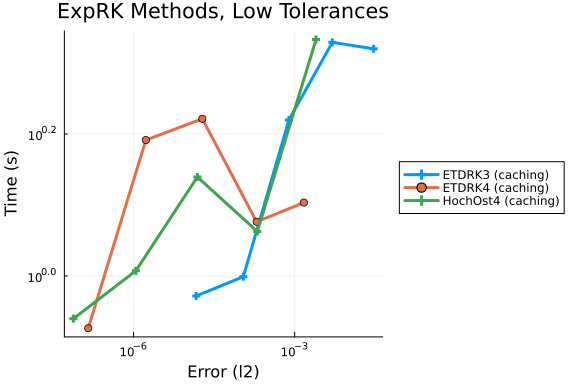 ExpRK Methods, Low Tolerances
Time (s)
10^0.2
10^0.0
10^-6
10^-3
Error (l2)
ETDRK3 (caching)
ETDRK4 (caching)
HochOst4 (caching)